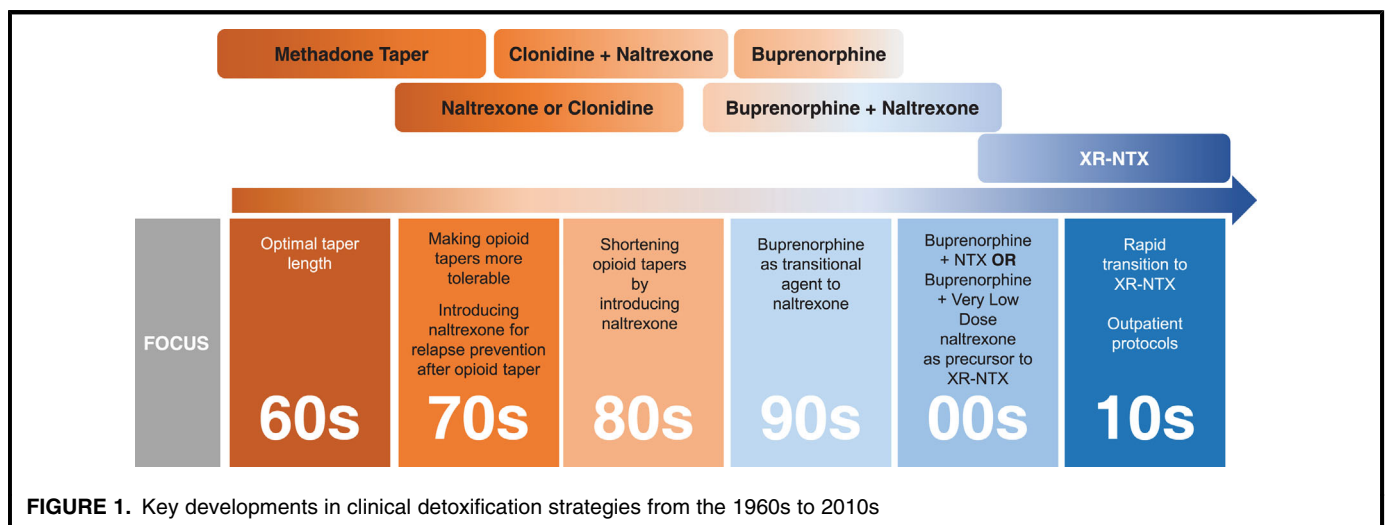 Methadone Taper
Clonidine + Naltrexone
Buprenorphine
Naltrexone or Clonidine
Buprenorphine + Naltrexone
XR-NTX
FOCUS
Optimal taper
length
60s
Making opioid
tapers more
tolerable
Introducing
naltrexone for
relapse prevention
after opioid taper
70s
Shortening
opioid tapers
by
introducing
naltrexone
80s
Buprenorphine
as transitional
agent to
naltrexone
90s
Buprenorphine
+ NTX OR
Buprenorphine
+ Very Low
Dose
naltrexone
as precursor to
XR-NTX
00s
Rapid
transition to
XR-NTX
Outpatient
protocols
10s
FIGURE 1. Key developments in clinical detoxification strategies from the 1960s to 2010s